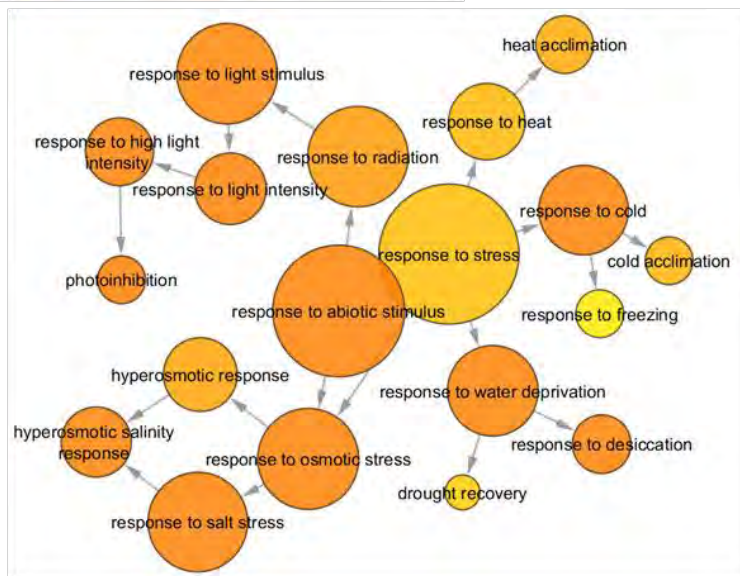 heat acclimation
response to light stimulus
response to heat
response to high light
intensity
response to radiation
response to light intensity
response to cold
response to stress
cold acclimation
photoinhibition
response to abiotic stimulus
response to freezing
hyperosmotic response
response to water deprivation
hyperosmotic salinity
response
response to osmotic stress
response to desiccation
drought recovery
response to salt stress